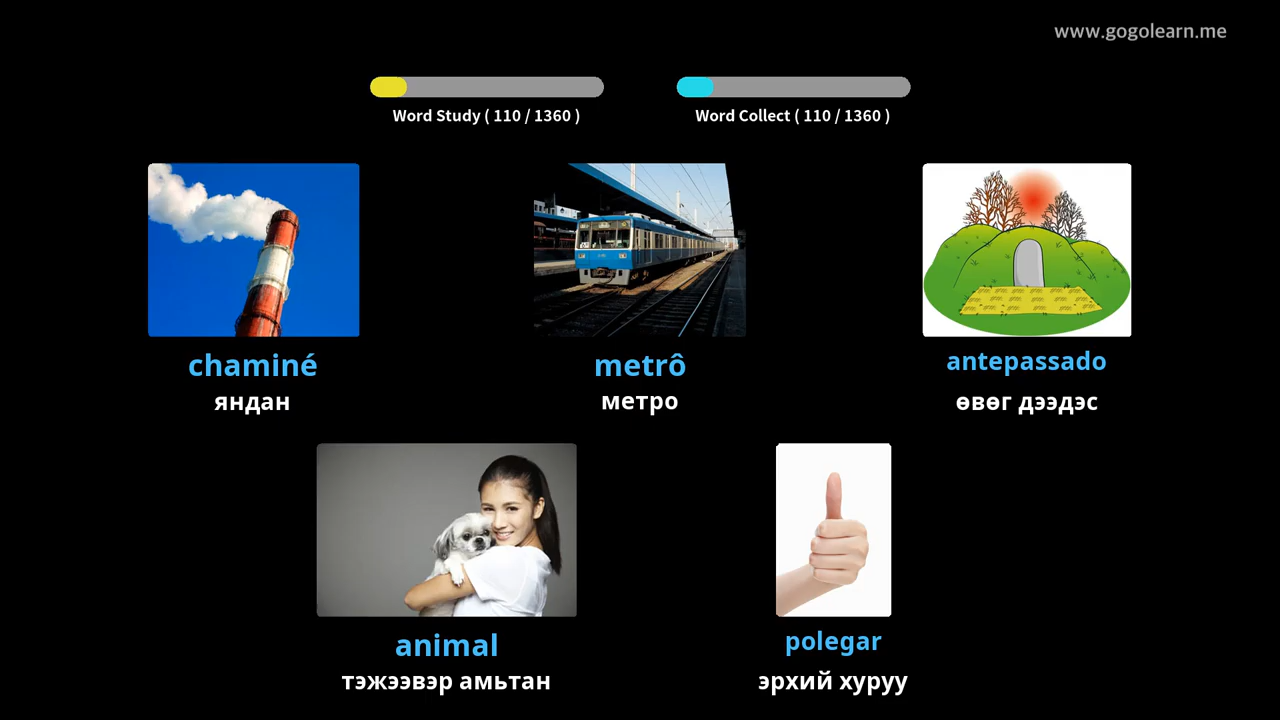 www.gogolearn.me
Word Study ( 110 / 1360 )
Word Collect ( 110 / 1360 )
chaminé
яндан
metrô
метро
antepassado
өвөг дээдэс
animal
тэжээвэр амьтан
polegar
эрхий хуруу